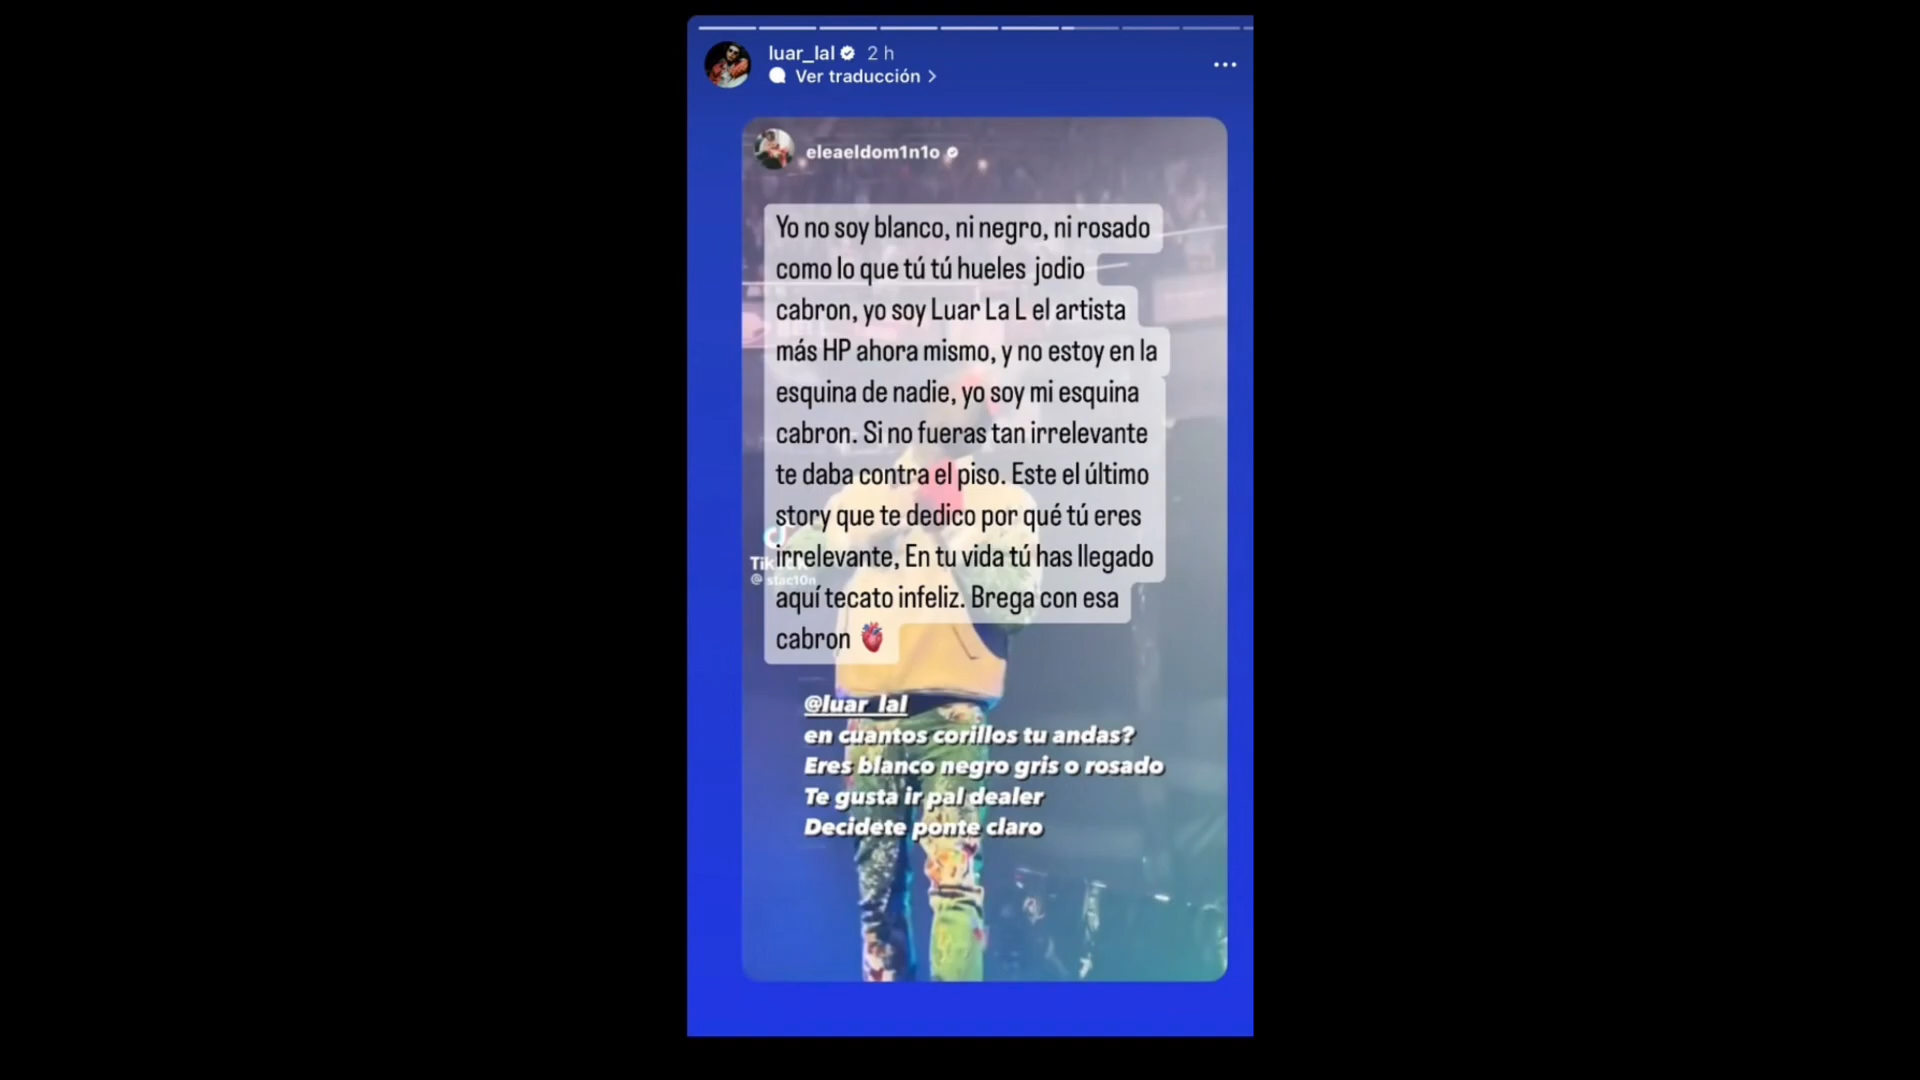 luar_lal 2 h
Ver traducción >
eleaeldom1n1o
Yo no soy blanco, ni negro, ni rosado
como lo que tú tú hueles jodio
cabron, yo soy Luar La L el artista
más HP ahora mismo, y no estoy en la
esquina de nadie, yo soy mi esquina
cabron. Si no fueras tan irrelevante
te daba contra el piso. Este el último
story que te dedico por qué tú eres
irrelevante, En tu vida tú has llegado
aquí tecato infeliz. Brega con esa
cabron 🫀
TikTok
@ stac10n
@luar_lal
en cuantos corillos tu andas?
Eres blanco negro gris o rosado
Te gusta ir pal dealer
Decidete ponte claro